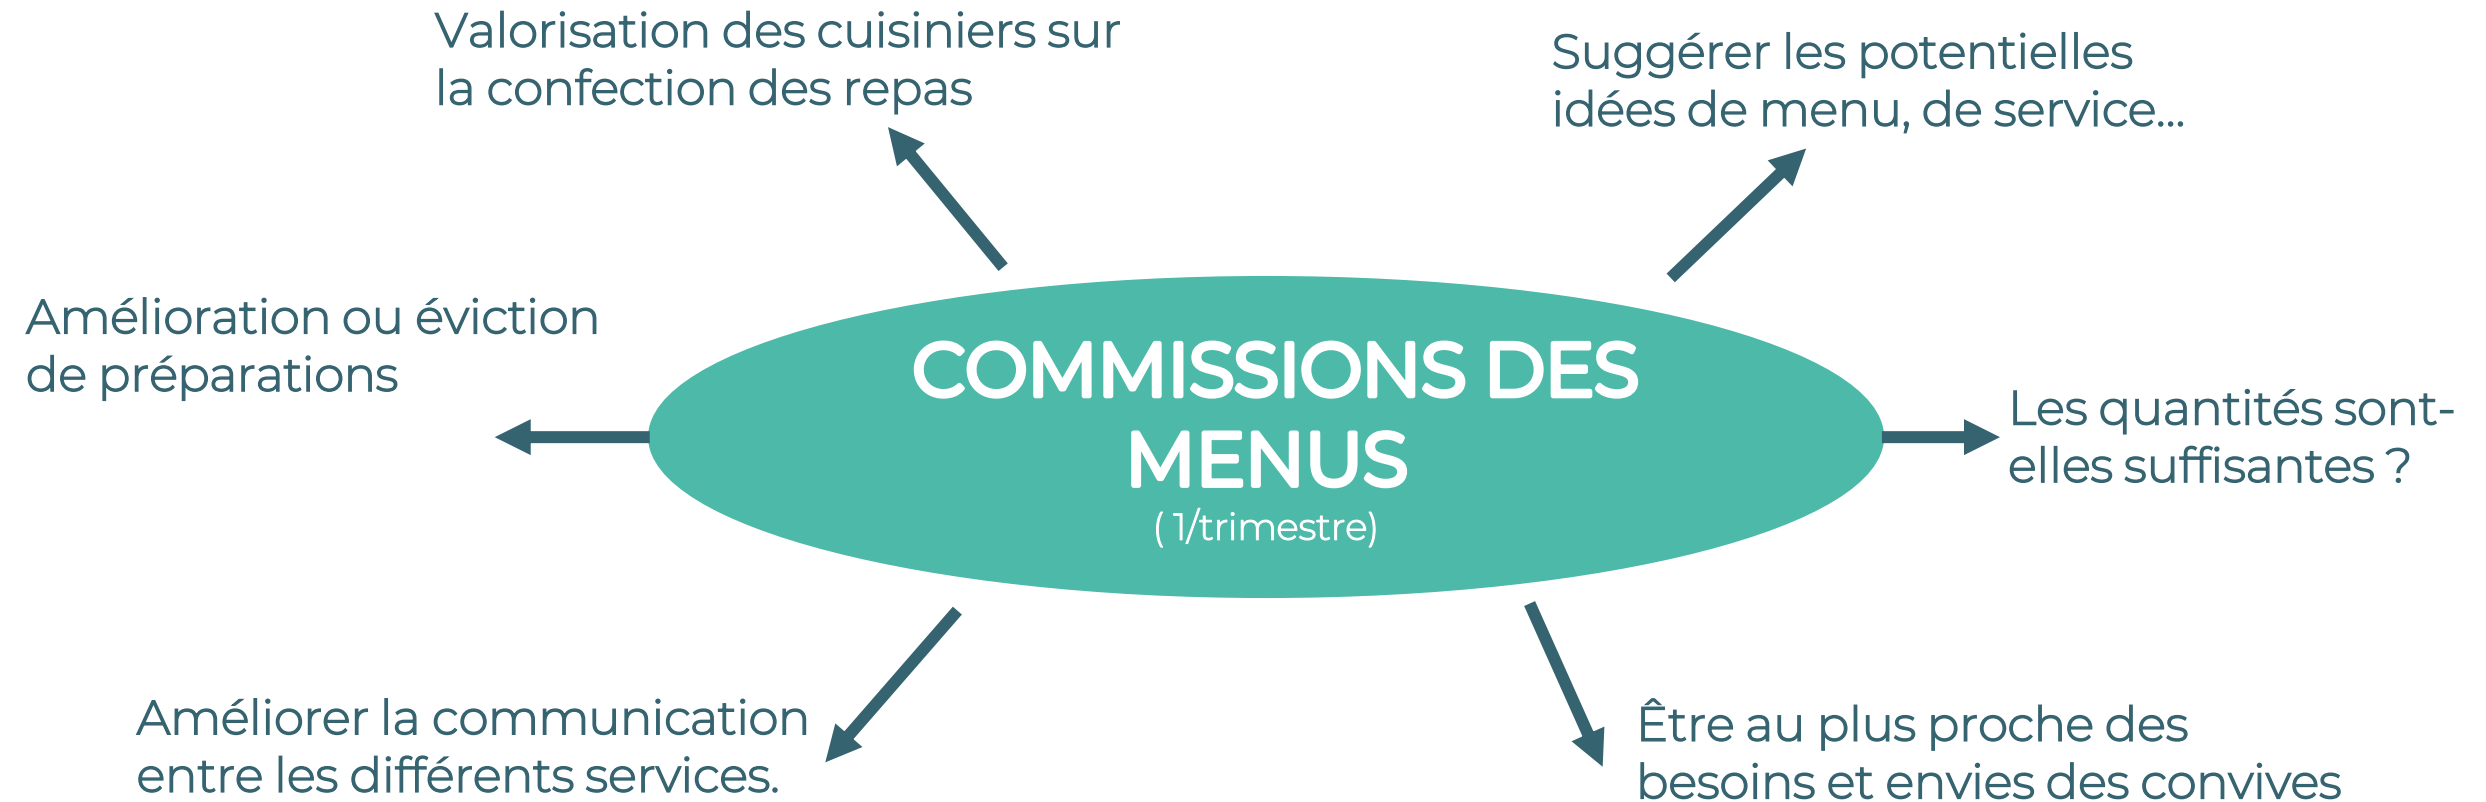 Valorisation des cuisiniers sur
la confection des repas
Suggérer les potentielles
idées de menu, de service...
Amélioration ou éviction
de préparations
COMMISSIONS DES
MENUS
( 1/trimestre)
Les quantités sont-
elles suffisantes ?
Améliorer la communication
entre les différents services.
Être au plus proche des
besoins et envies des convives